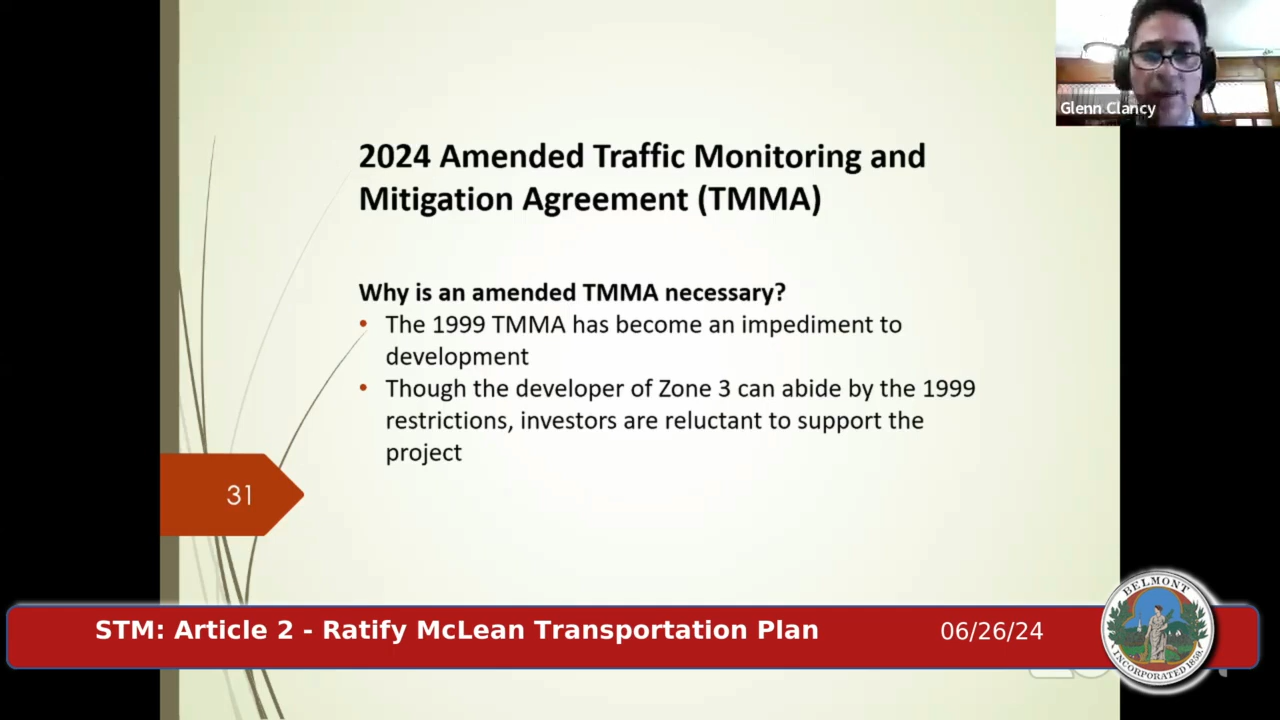 Glenn Clancy
2024 Amended Traffic Monitoring and
Mitigation Agreement (TMMA)
Why is an amended TMMA necessary?
• The 1999 TMMA has become an impediment to
development
• Though the developer of Zone 3 can abide by the 1999
restrictions, investors are reluctant to support the
project
31
STM: Article 2 - Ratify McLean Transportation Plan
06/26/24
BELMONT
INCORPORATED 1859